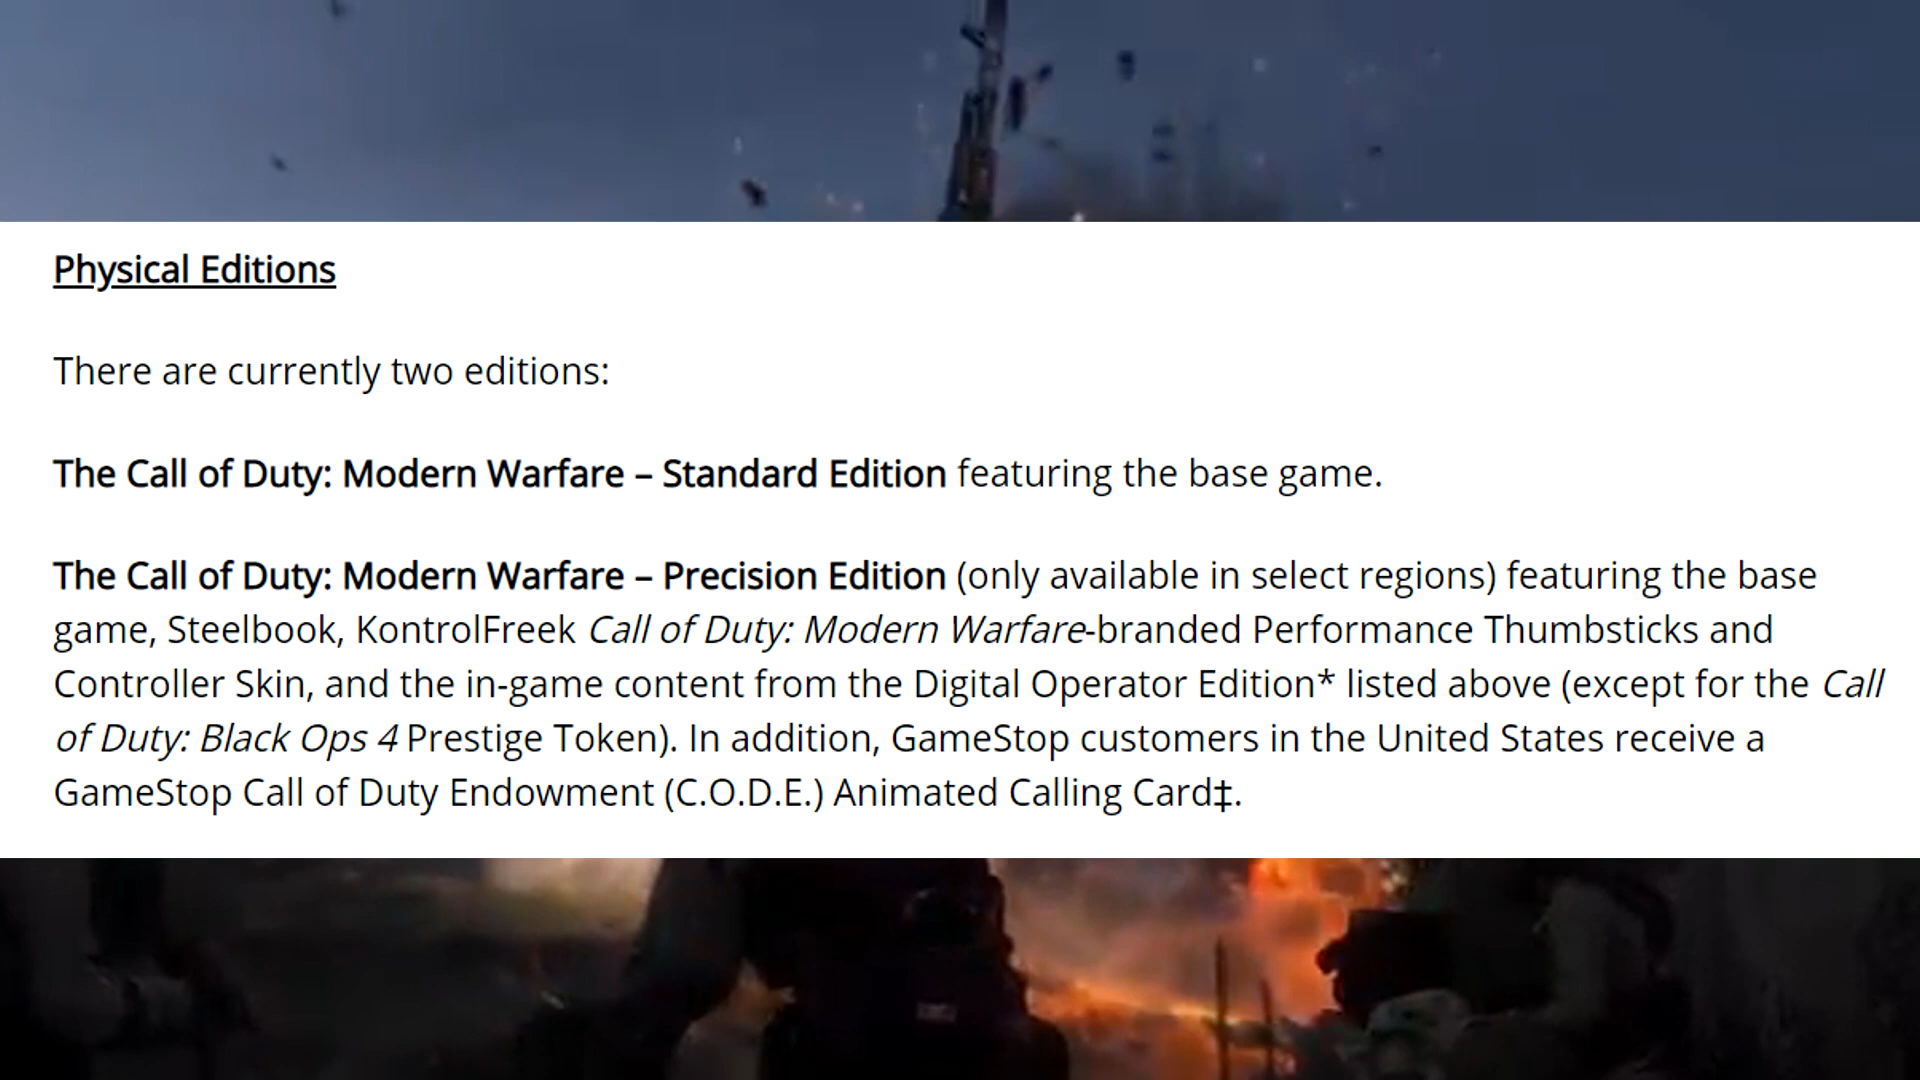 Physical Editions
There are currently two editions:
The Call of Duty: Modern Warfare – Standard Edition featuring the base game.
The Call of Duty: Modern Warfare – Precision Edition (only available in select regions) featuring the base
game, Steelbook, KontrolFreek Call of Duty: Modern Warfare-branded Performance Thumbsticks and
Controller Skin, and the in-game content from the Digital Operator Edition* listed above (except for the Call
of Duty: Black Ops 4 Prestige Token). In addition, GameStop customers in the United States receive a
GameStop Call of Duty Endowment (C.O.D.E.) Animated Calling Card‡.